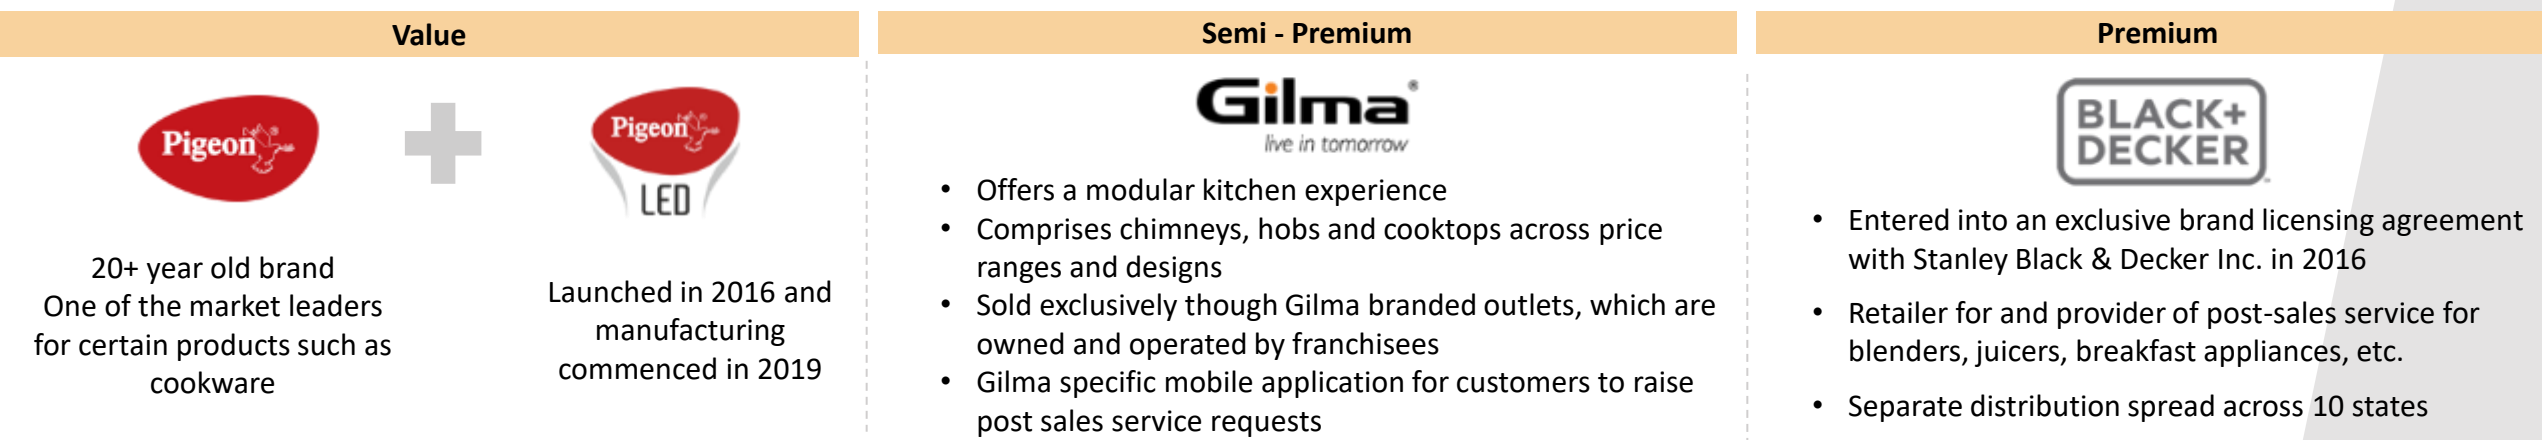 Value
Pigeon
Pigeon
LED
20+ year old brand
One of the market leaders
for certain products such as
cookware
Launched in 2016 and
manufacturing
commenced in 2019
Semi - Premium
Gilma®
live in tomorrow
• Offers a modular kitchen experience
• Comprises chimneys, hobs and cooktops across price
ranges and designs
• Sold exclusively though Gilma branded outlets, which are
owned and operated by franchisees
• Gilma specific mobile application for customers to raise
post sales service requests
Premium
BLACK+
DECKER
• Entered into an exclusive brand licensing agreement
with Stanley Black & Decker Inc. in 2016
• Retailer for and provider of post-sales service for
blenders, juicers, breakfast appliances, etc.
• Separate distribution spread across 10 states